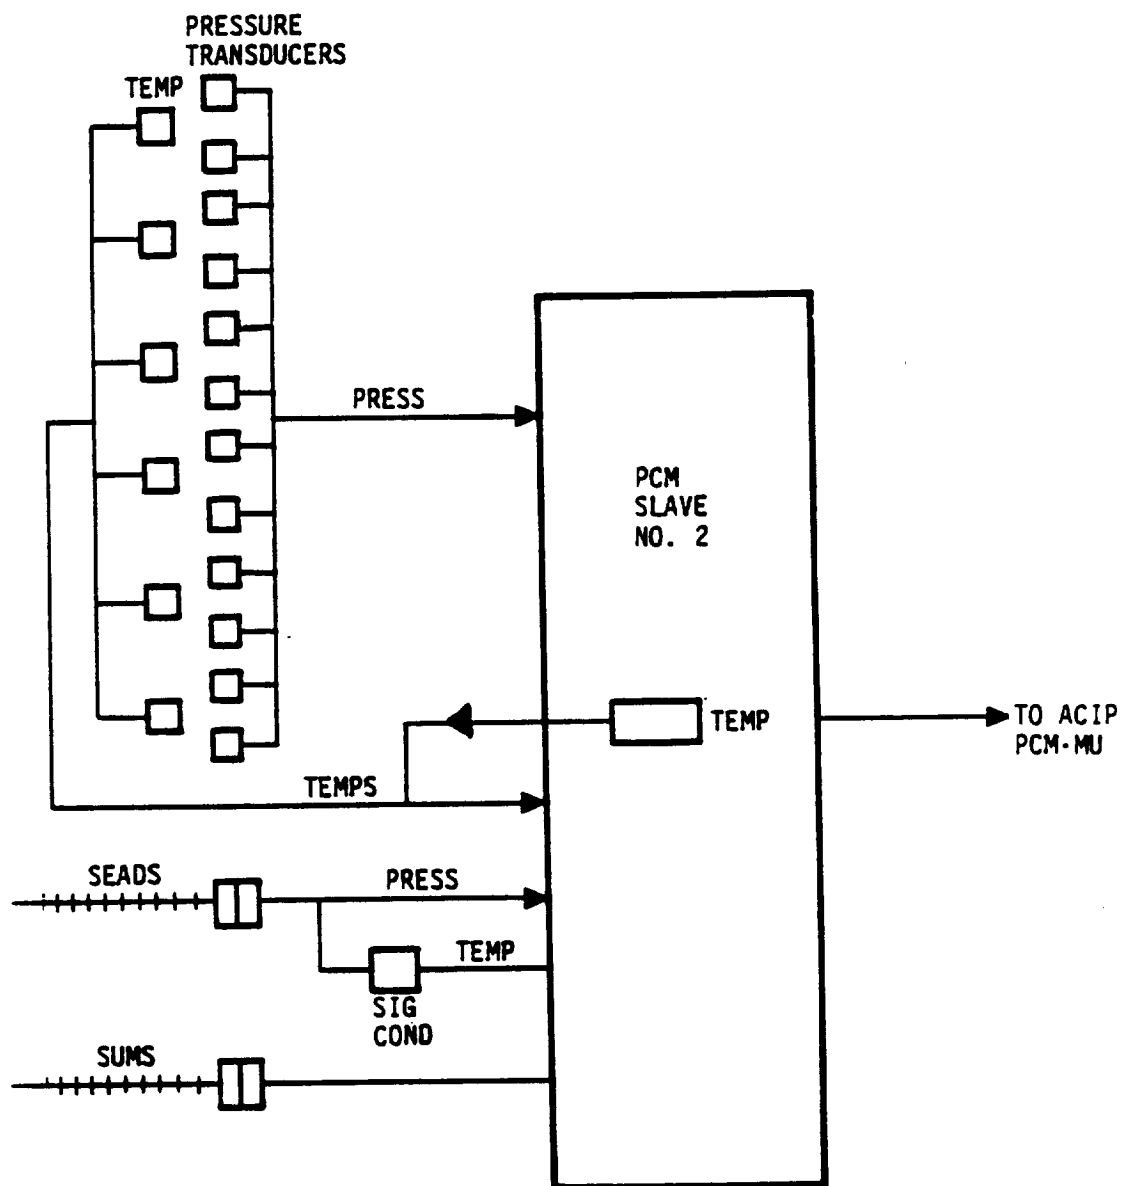 PRESSURE
TRANSDUCERS
TEMP
PRESS
PCM
SLAVE
NO. 2
TEMP
TO ACIP
PCM-MU
TEMPS
SEADS
PRESS
TEMP
SIG
COND
SUMS